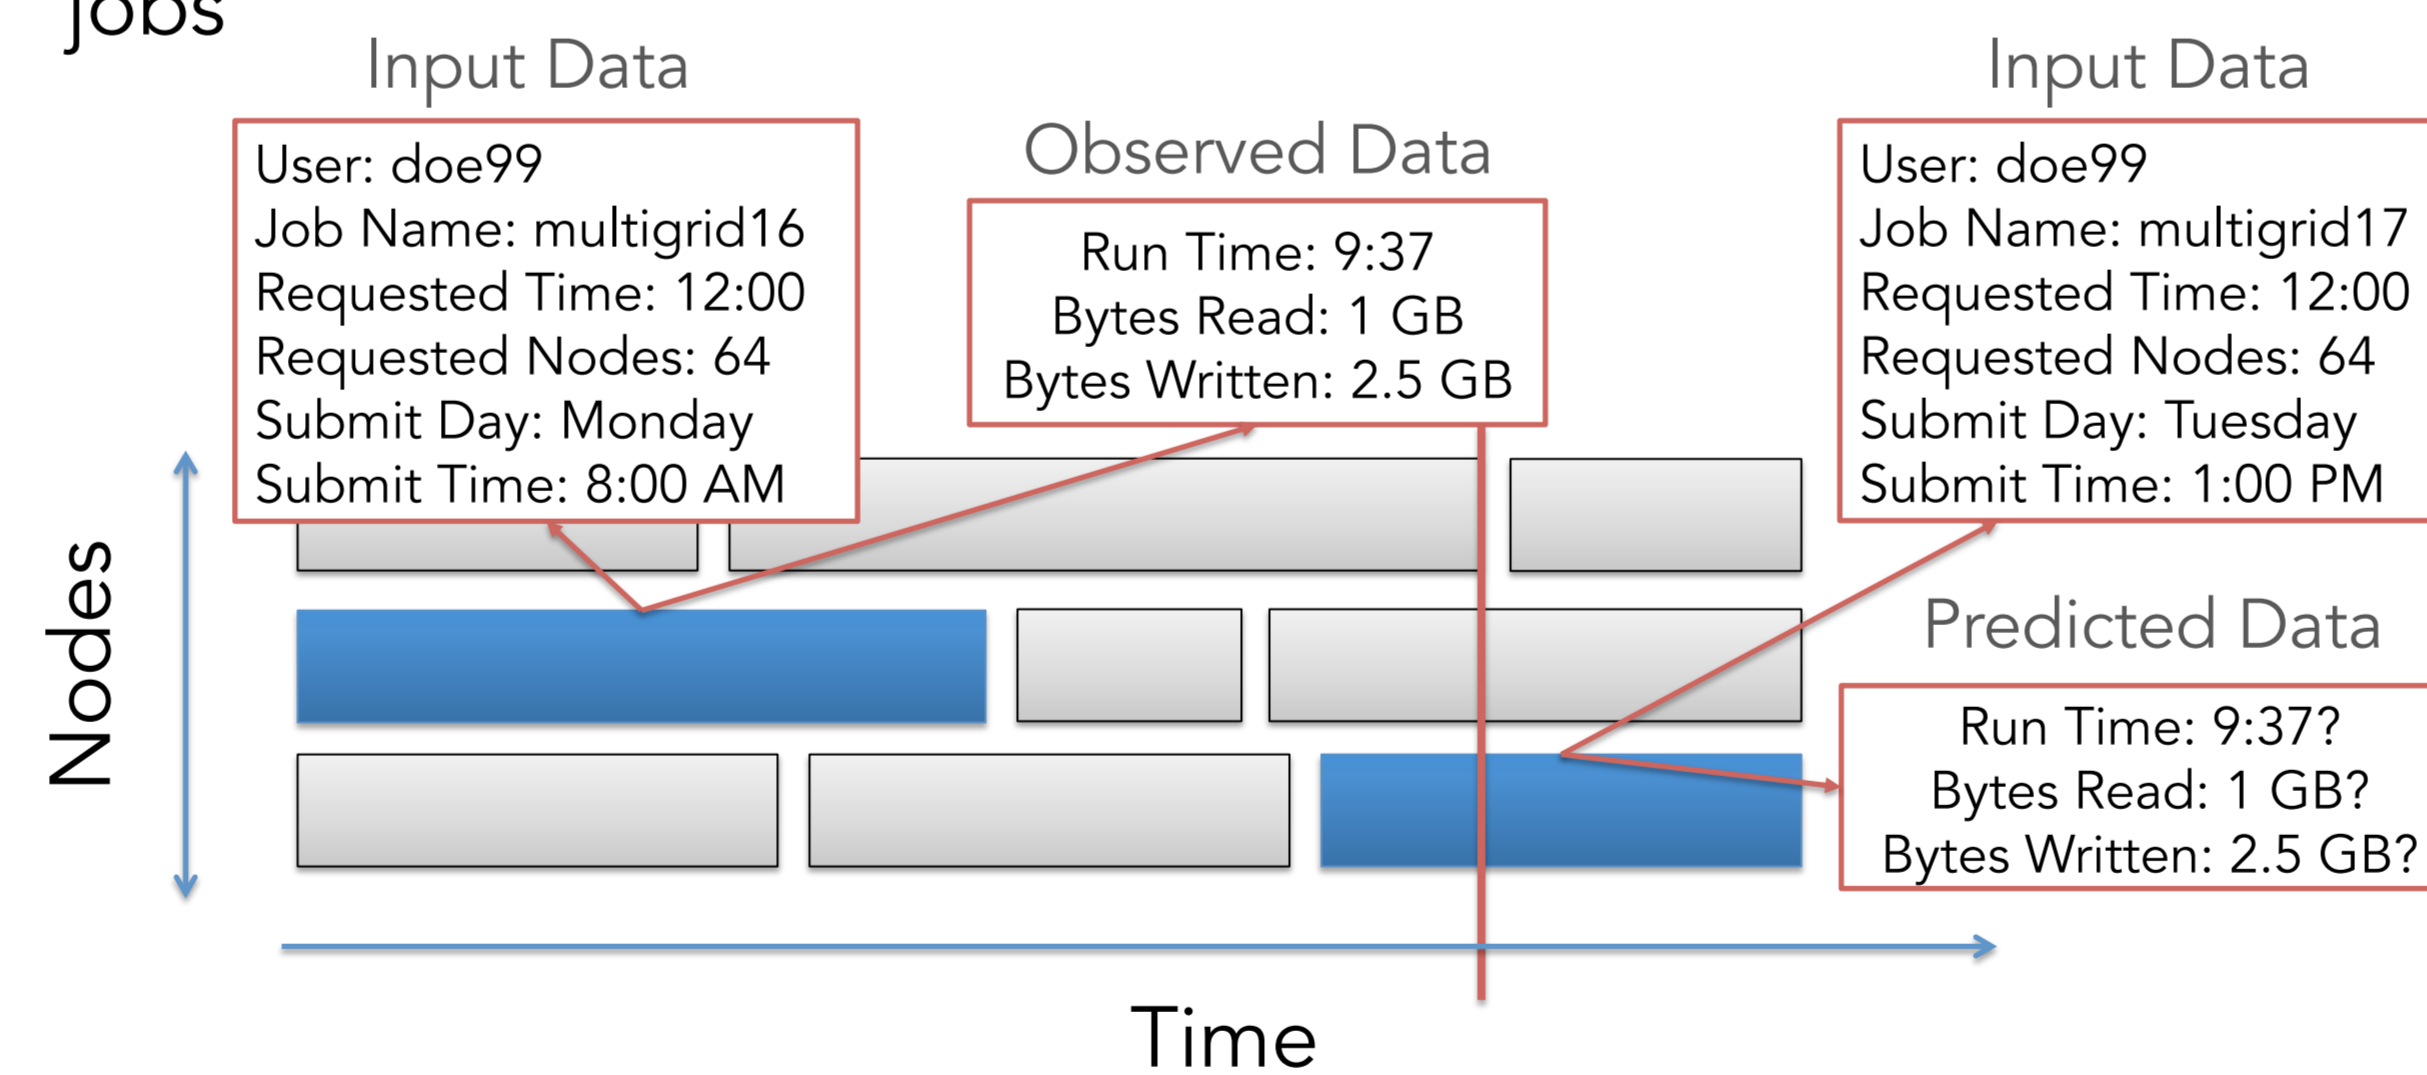 jobs
Input Data
User: doe99
Job Name: multigrid16
Requested Time: 12:00
Requested Nodes: 64
Submit Day: Monday
Submit Time: 8:00 AM
Observed Data
Run Time: 9:37
Bytes Read: 1 GB
Bytes Written: 2.5 GB
Input Data
User: doe99
Job Name: multigrid17
Requested Time: 12:00
Requested Nodes: 64
Submit Day: Tuesday
Submit Time: 1:00 PM
Predicted Data
Run Time: 9:37?
Bytes Read: 1 GB?
Bytes Written: 2.5 GB?
Nodes
Time